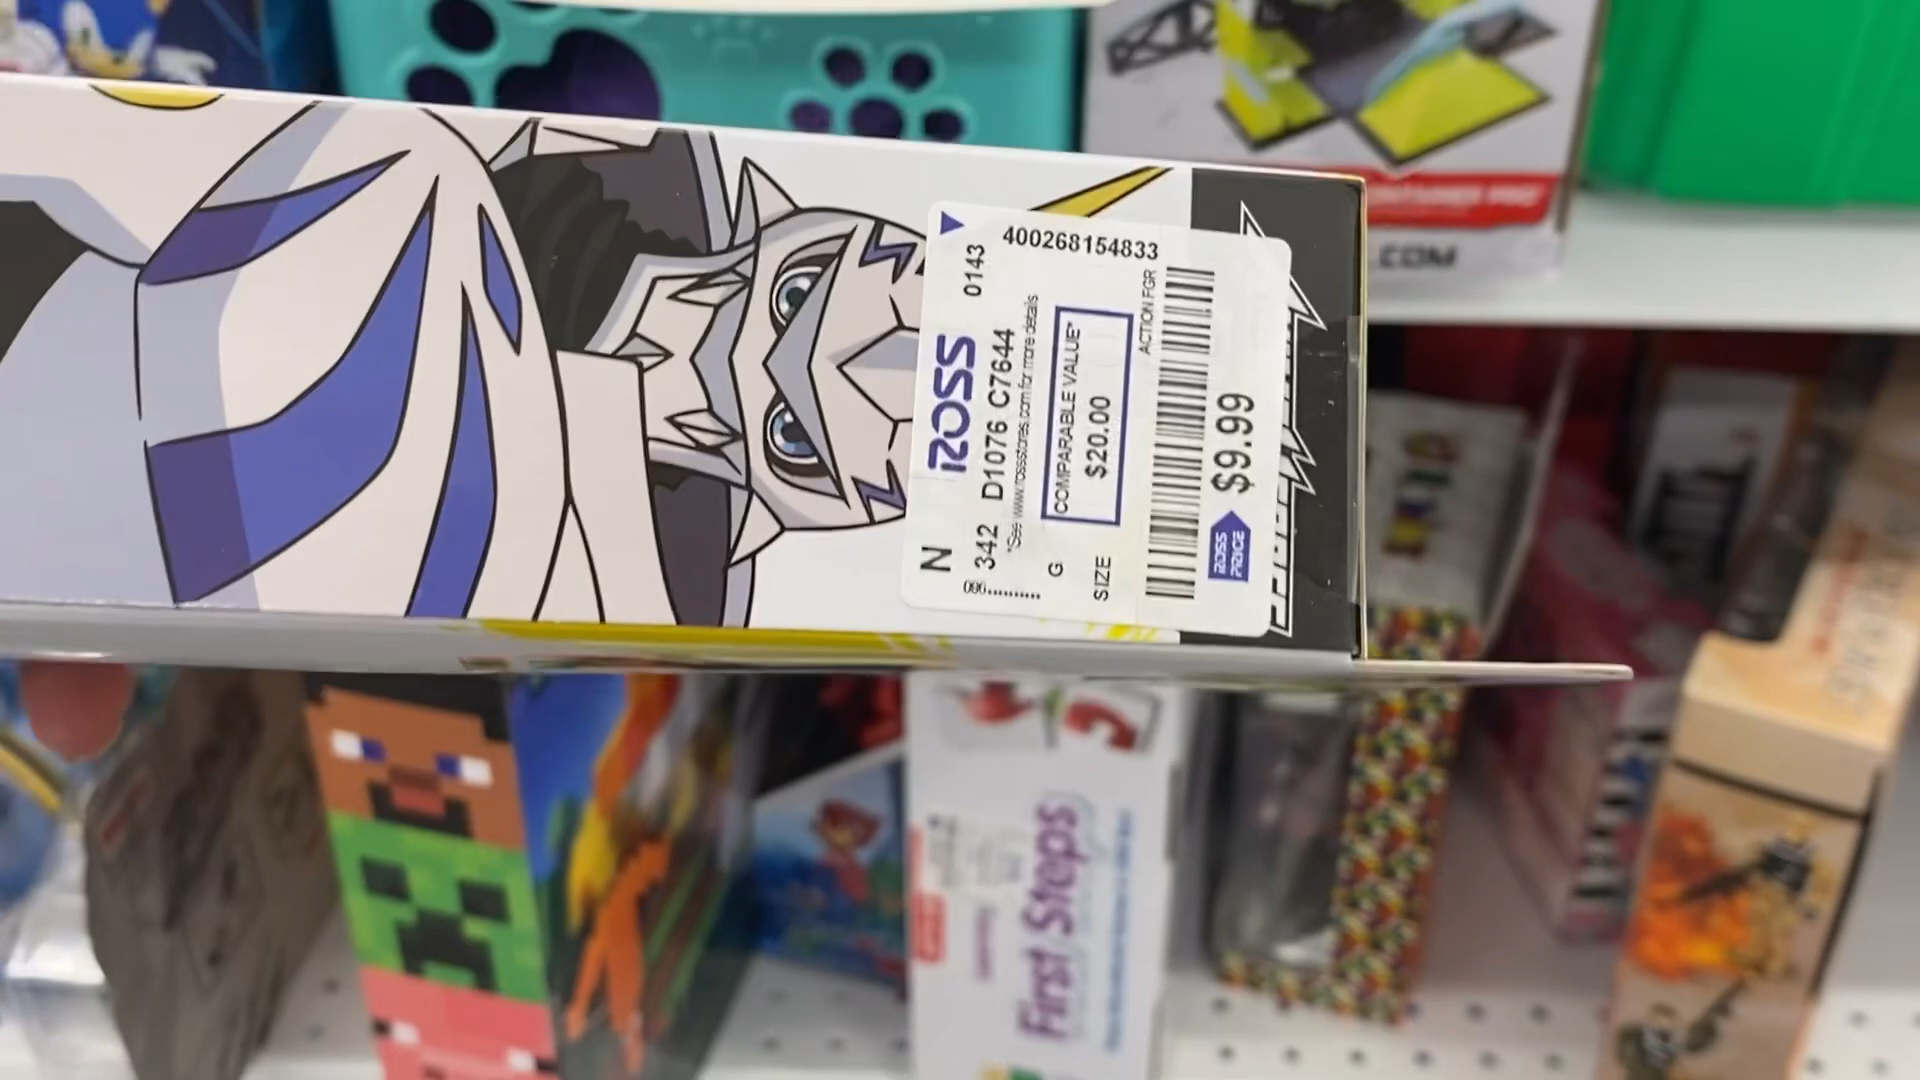 400268154833
ROSS
0143
N 342 D1076 C7644
*See www.rossstores.com for more details
COMPARABLE VALUE*
$20.00
ACTION FGR
G
SIZE
$9.99
ROSS
PRICE
.COM
First Steps